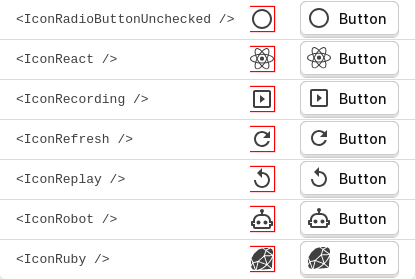 <IconRadioButtonUnchecked /> Button
<IconReact /> Button
<IconRecording /> Button
<IconRefresh /> Button
<IconReplay /> Button
<IconRobot /> Button
<IconRuby /> Button